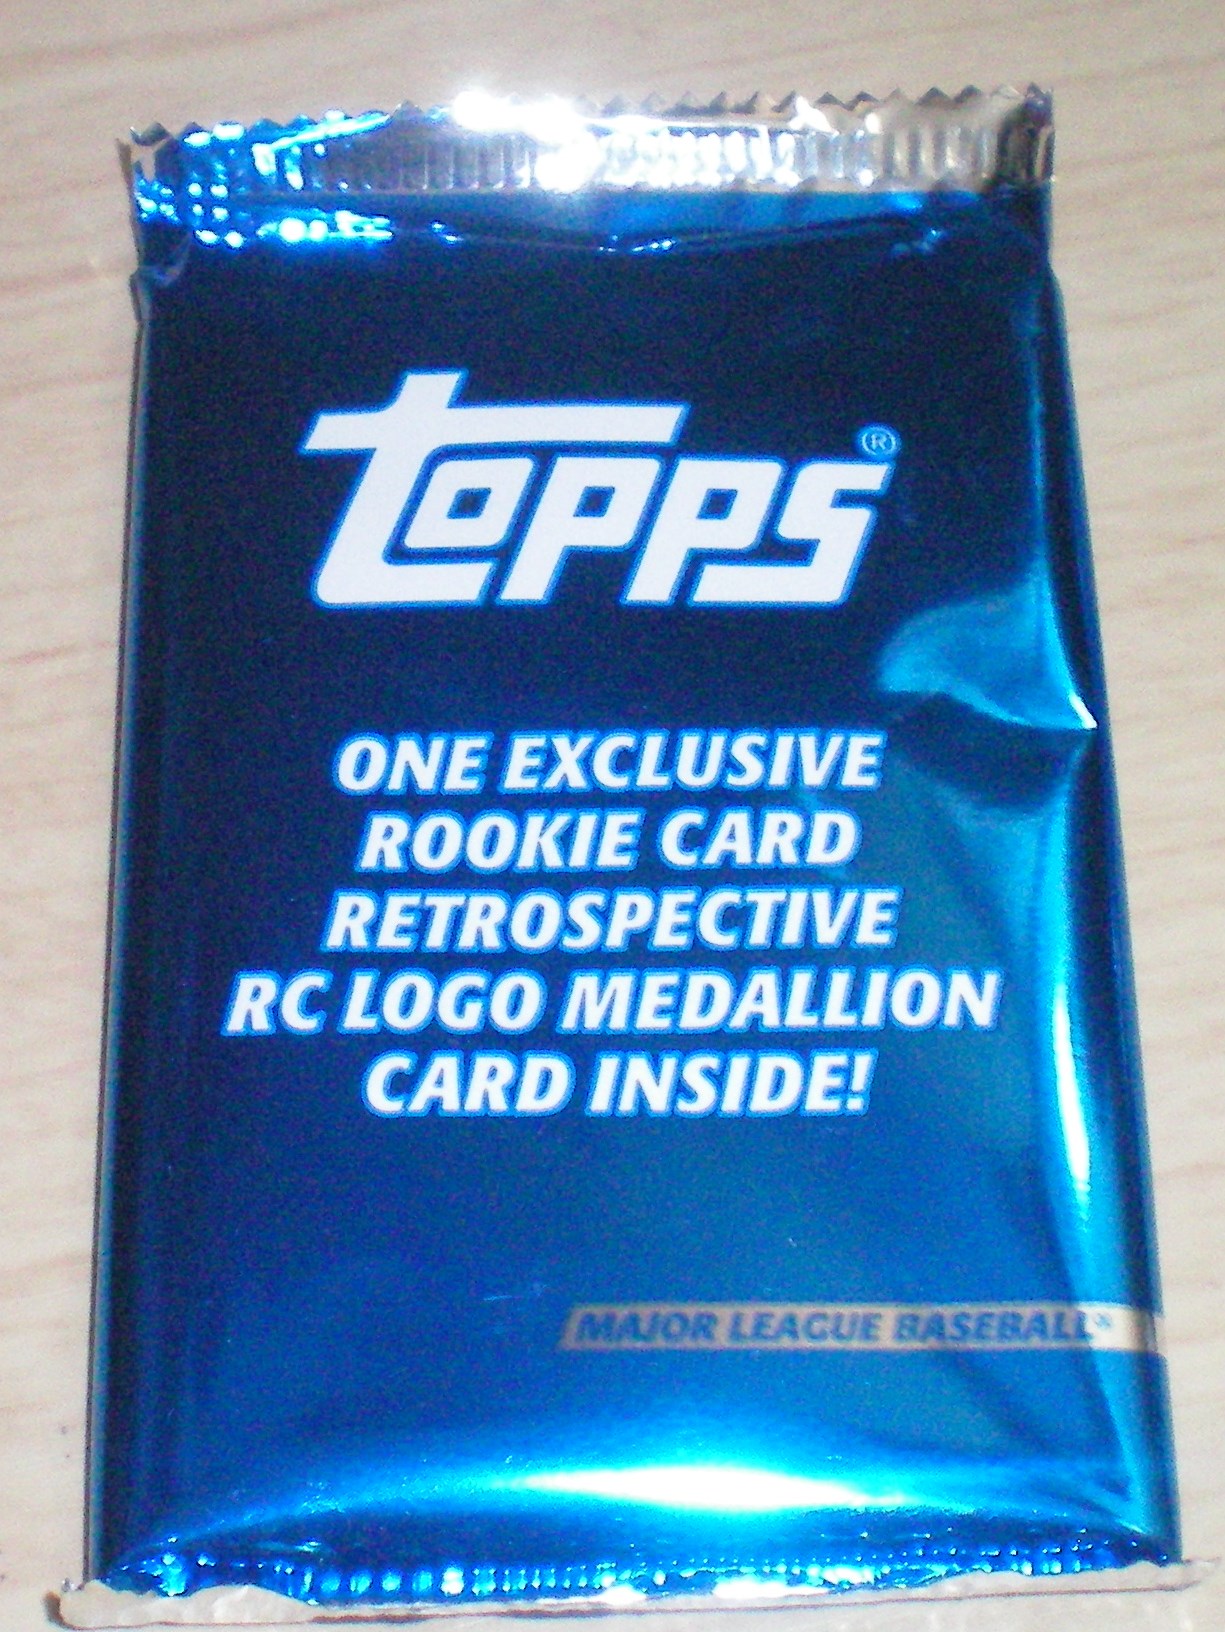 topps®
ONE EXCLUSIVE
ROOKIE CARD
RETROSPECTIVE
RC LOGO MEDALLION
CARD INSIDE!
MAJOR LEAGUE BASEBALL®